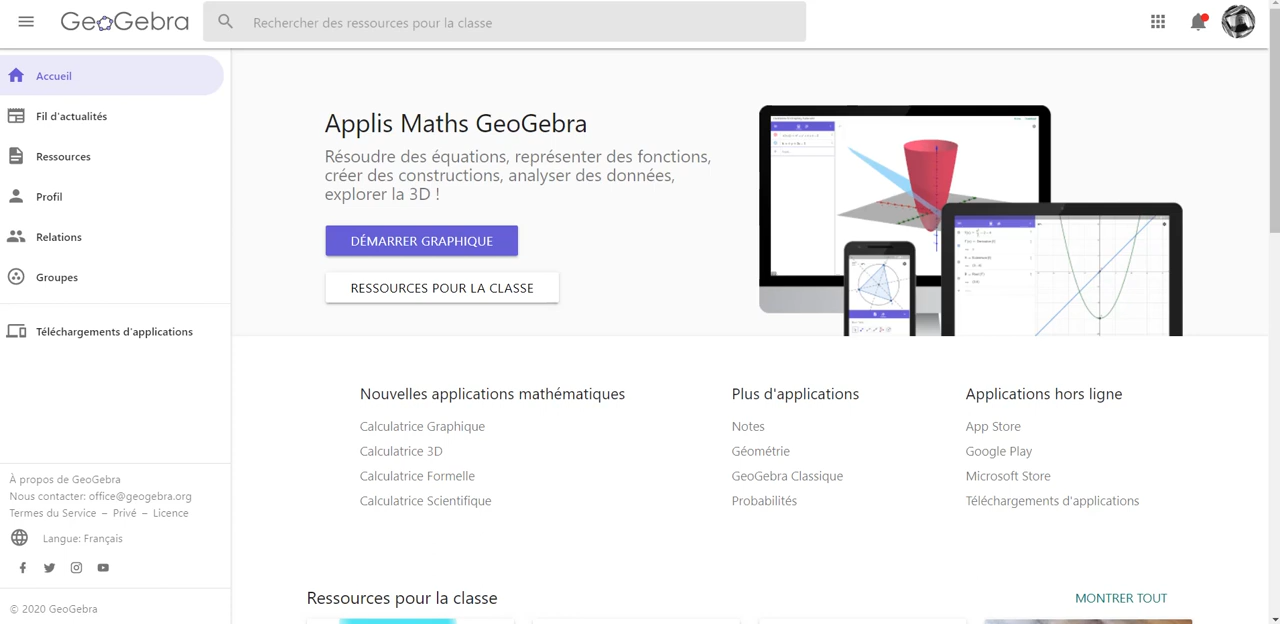 GeoGebra
Rechercher des ressources pour la classe
Accueil
Fil d'actualités
Ressources
Profil
Relations
Groupes
Téléchargements d'applications
À propos de GeoGebra
Nous contacter: office@geogebra.org
Termes du Service – Privé – Licence
Langue: Français
© 2020 GeoGebra
Applis Maths GeoGebra
Résoudre des équations, représenter des fonctions,
créer des constructions, analyser des données,
explorer la 3D !
DÉMARRER GRAPHIQUE
RESSOURCES POUR LA CLASSE
Nouvelles applications mathématiques
Calculatrice Graphique
Calculatrice 3D
Calculatrice Formelle
Calculatrice Scientifique
Plus d'applications
Notes
Géométrie
GeoGebra Classique
Probabilités
Applications hors ligne
App Store
Google Play
Microsoft Store
Téléchargements d'applications
Ressources pour la classe
MONTRER TOUT